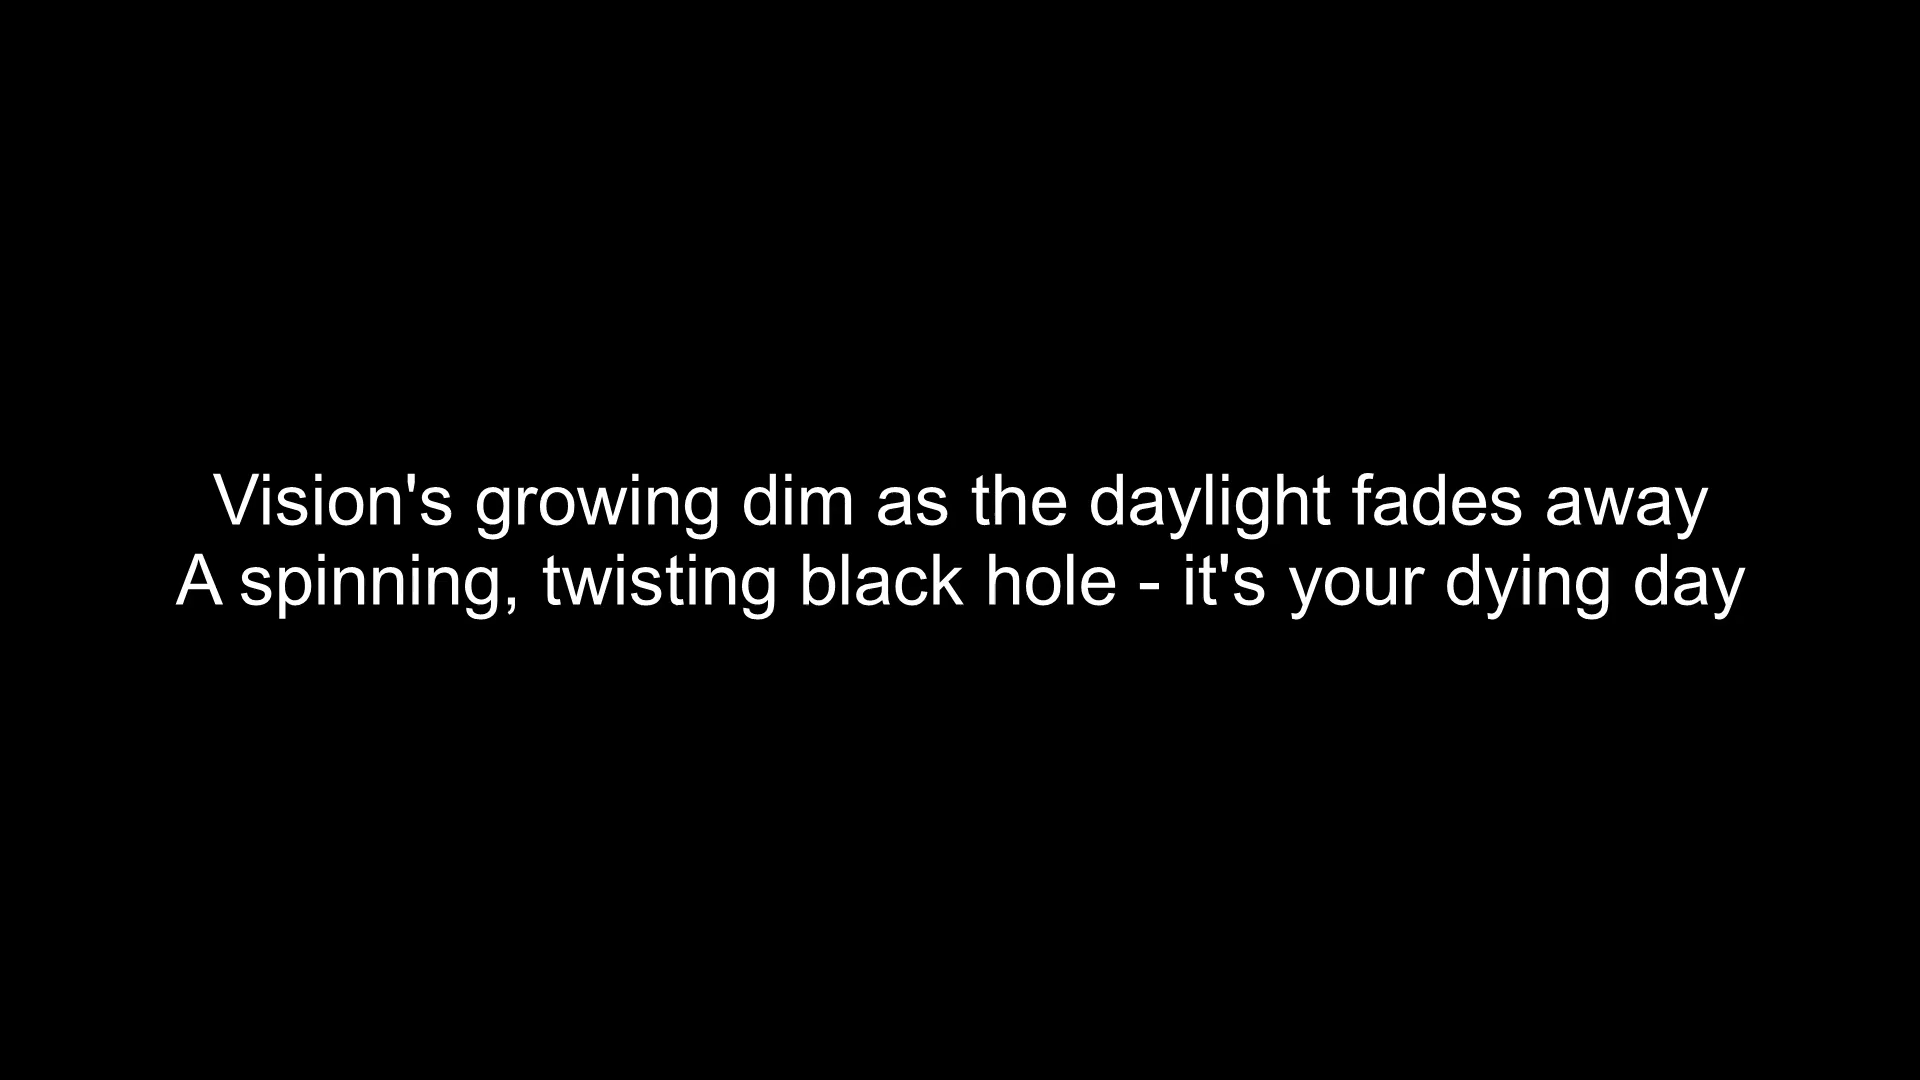 Vision's growing dim as the daylight fades away
A spinning, twisting black hole - it's your dying day